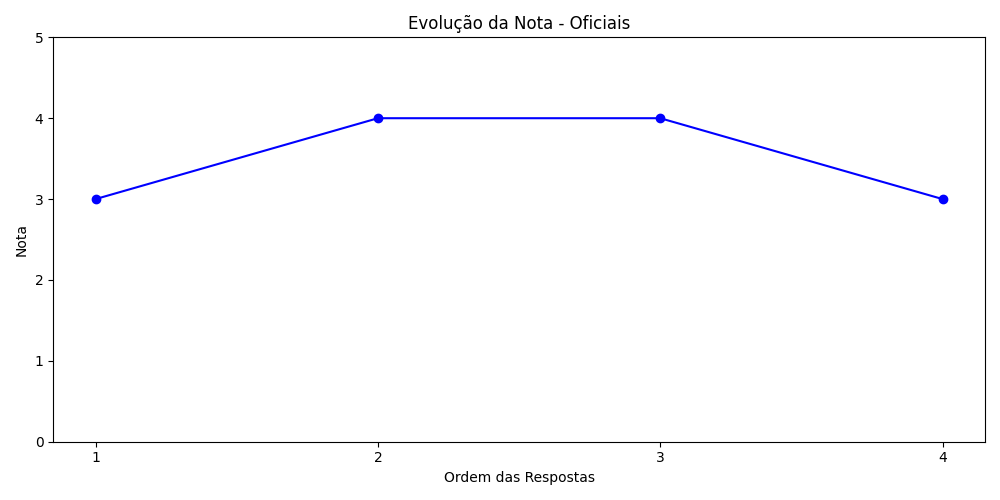 Evolução da Nota - Oficiais
5
4
3
2
1
0
Nota
1 2 3 4
Ordem das Respostas